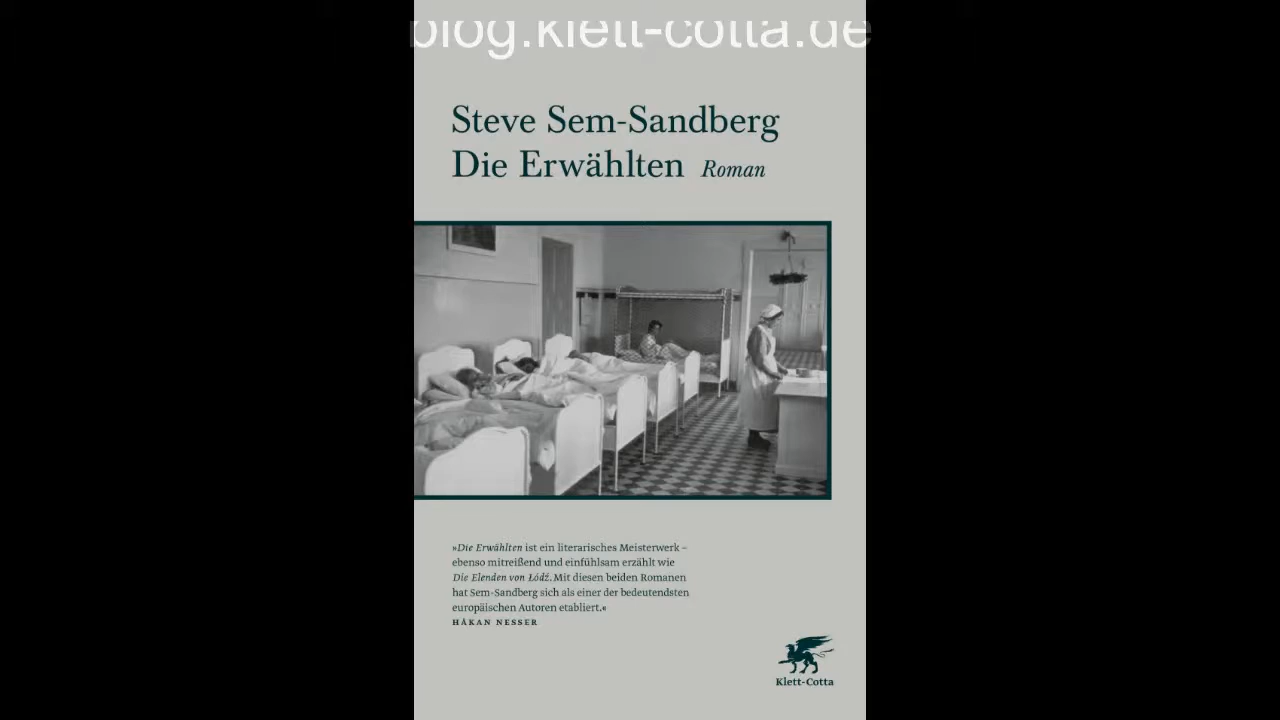 blog.klett-cotta.de
Steve Sem-Sandberg
Die Erwählten Roman
»Die Erwählten ist ein literarisches Meisterwerk –
ebenso mitreißend und einfühlsam erzählt wie
Die Elenden von Łódź. Mit diesen beiden Romanen
hat Sem-Sandberg sich als einer der bedeutendsten
europäischen Autoren etabliert.«
HÅKAN NESSER
Klett-Cotta